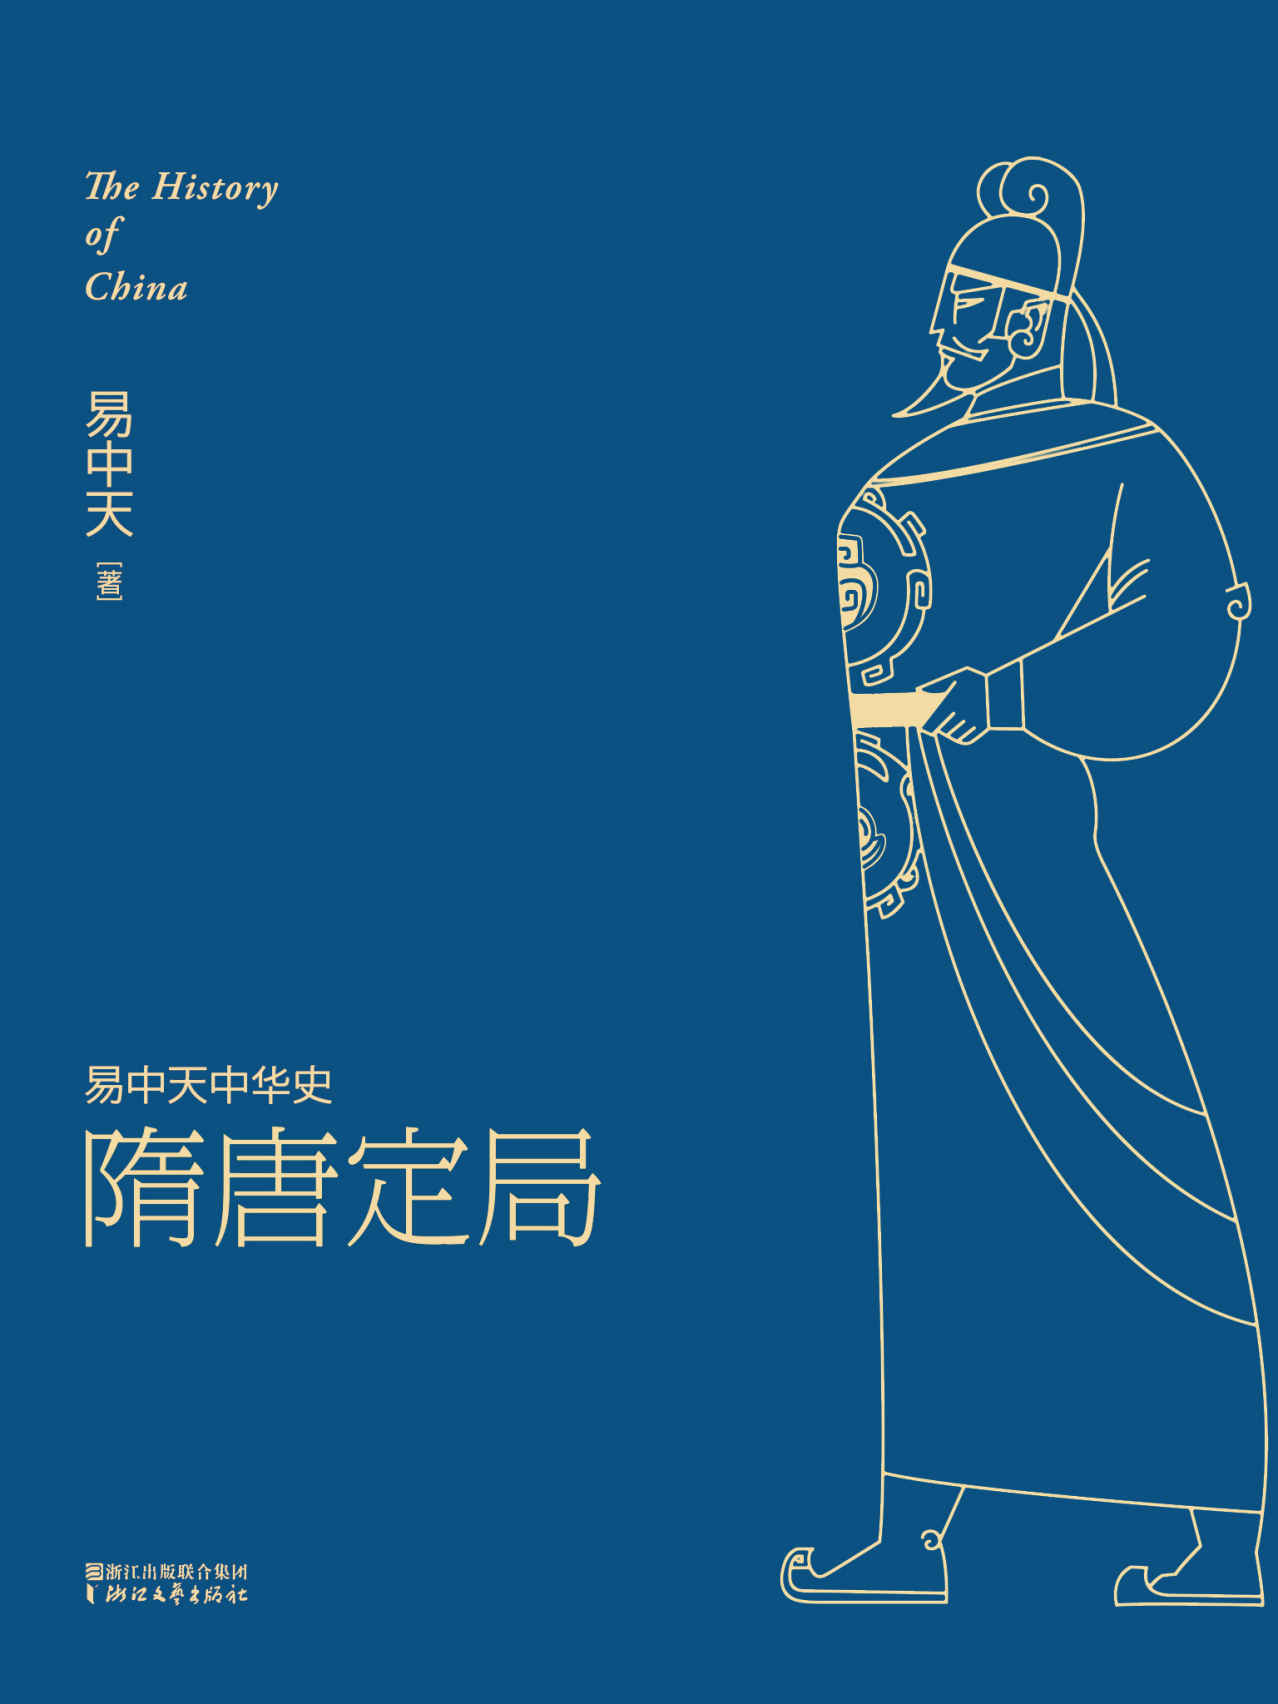 The History
of
China
易中天
[著]
易中天中华史
隋唐定局
浙江出版联合集团
浙江文艺出版社